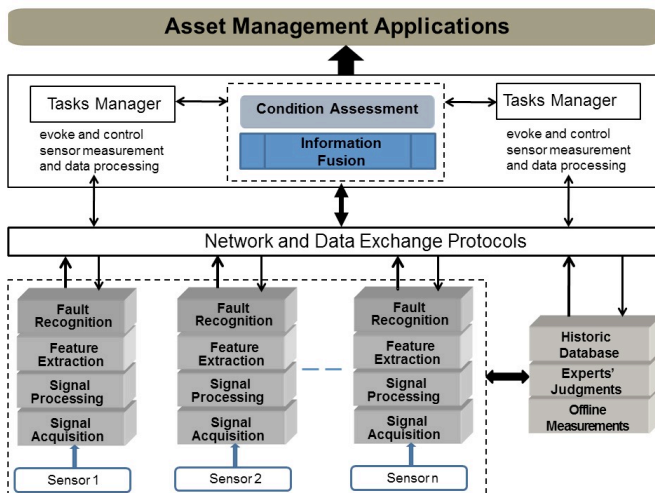 Asset Management Applications
Tasks Manager
evoke and control
sensor measurement
and data processing
Condition Assessment
Information
Fusion
Tasks Manager
evoke and control
sensor measurement
and data processing
Network and Data Exchange Protocols
Fault
Recognition
Feature
Extraction
Signal
Processing
Signal
Acquisition
Sensor 1
Fault
Recognition
Feature
Extraction
Signal
Processing
Signal
Acquisition
Sensor 2
Fault
Recognition
Feature
Extraction
Signal
Processing
Signal
Acquisition
Sensor n
Historic
Database
Experts'
Judgments
Offline
Measurements